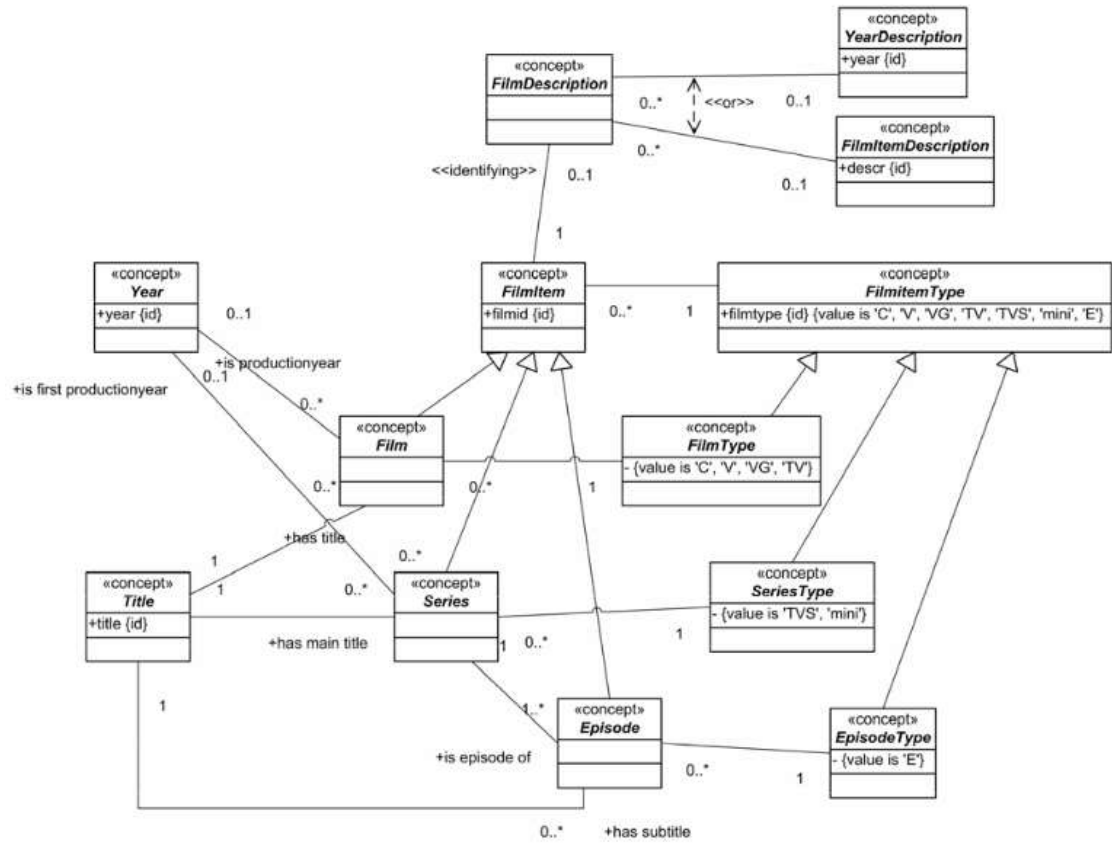 «concept»
YearDescription
+year {id}
«concept»
FilmDescription
0..*
<<or>>
0..1
«concept»
FilmItemDescription
+descr {id}
0..*
0..1
<<identifying>>
0..1
1
«concept»
Year
+year {id}
«concept»
FilmItem
+filmid {id}
«concept»
FilmitemType
+filmtype {id} {value is 'C', 'V', 'VG', 'TV', 'TVS', 'mini', 'E'}
0..1
0..*
1
+is productionyear
0..1
+is first productionyear
0..*
«concept»
Film
«concept»
FilmType
- {value is 'C', 'V', 'VG', 'TV'}
0..*
0..*
1
+has title
1
1
0..*
0..*
«concept»
Title
+title {id}
«concept»
Series
«concept»
SeriesType
- {value is 'TVS', 'mini'}
+has main title
1
0..*
1
1
1..*
«concept»
Episode
«concept»
EpisodeType
- {value is 'E'}
+is episode of
0..*
1
0..*
+has subtitle